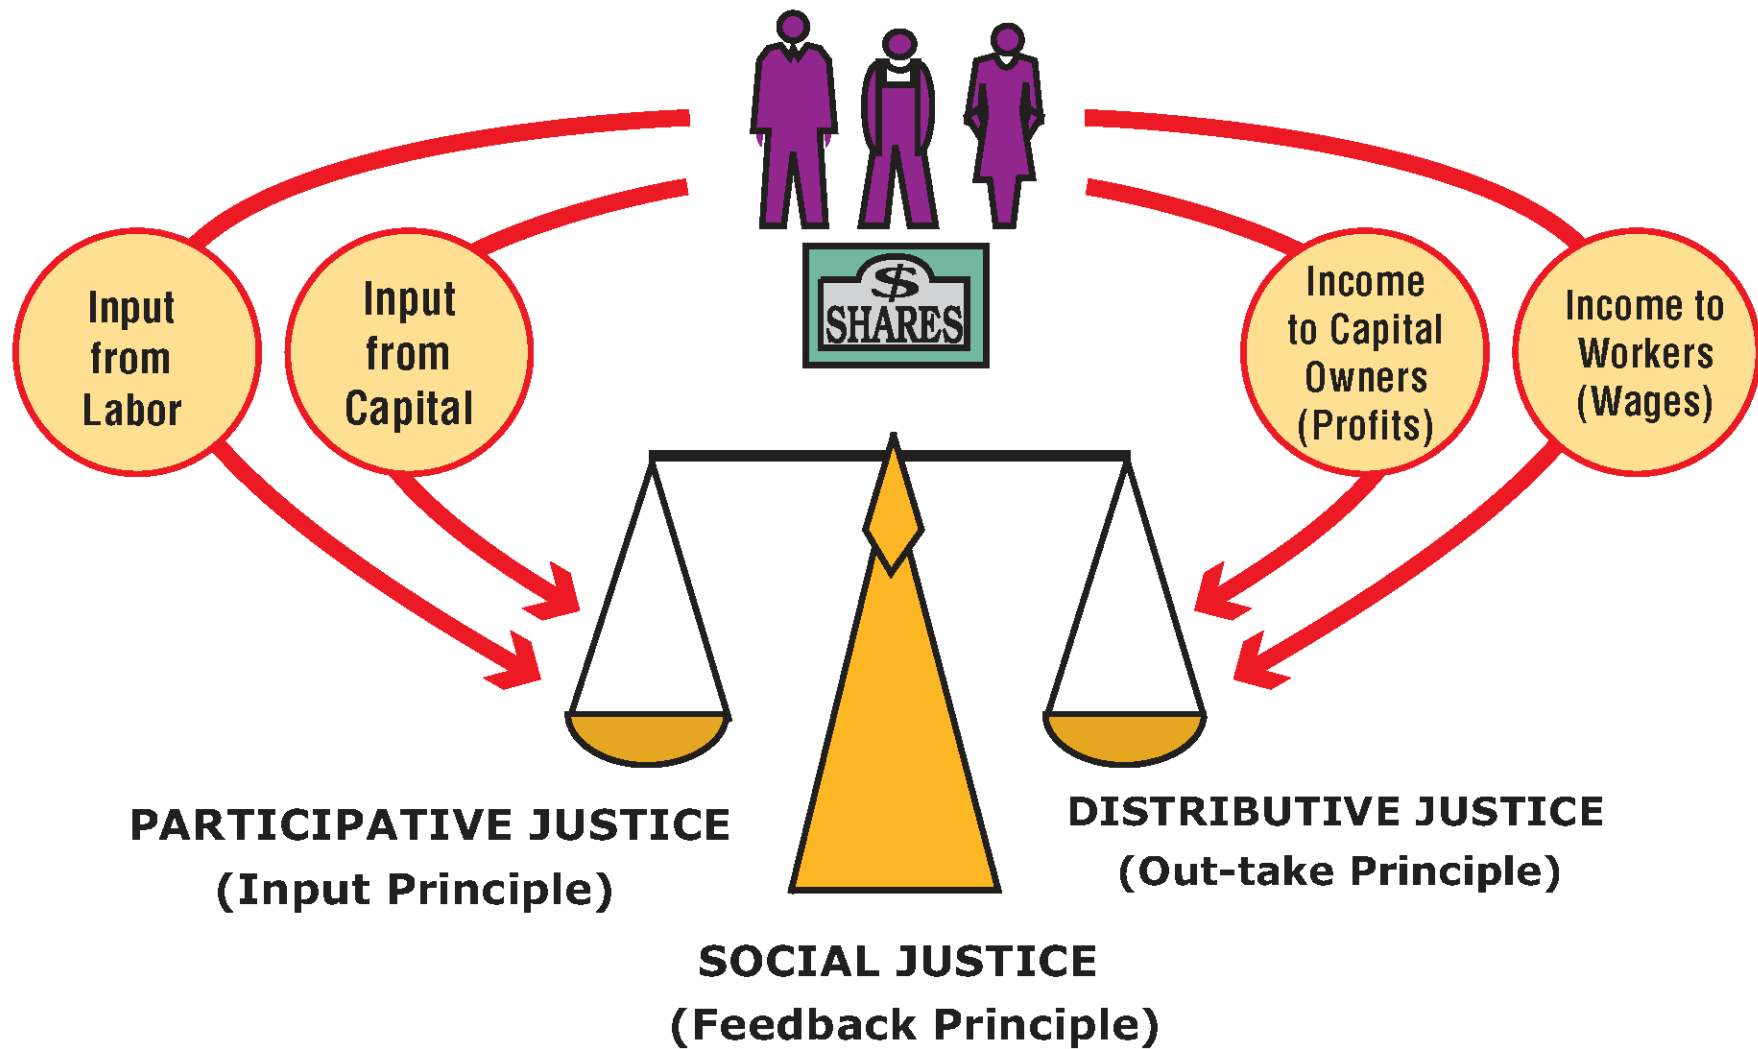 $
SHARES
Input
from
Labor
Input
from
Capital
Income
to Capital
Owners
(Profits)
Income to
Workers
(Wages)
PARTICIPATIVE JUSTICE
(Input Principle)
DISTRIBUTIVE JUSTICE
(Out-take Principle)
SOCIAL JUSTICE
(Feedback Principle)